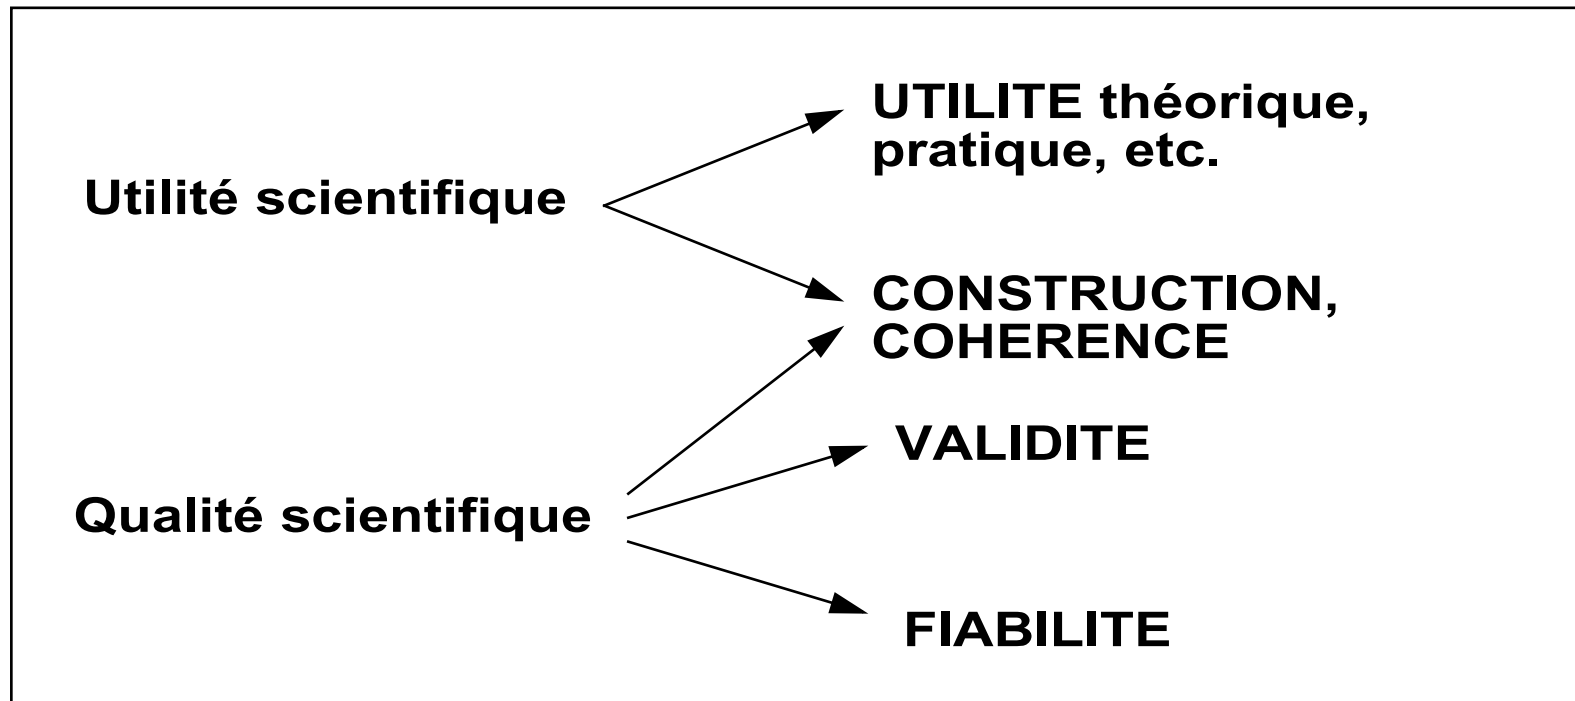 UTILITE théorique,
pratique, etc.
Utilité scientifique
CONSTRUCTION,
COHERENCE
VALIDITE
Qualité scientifique
FIABILITE